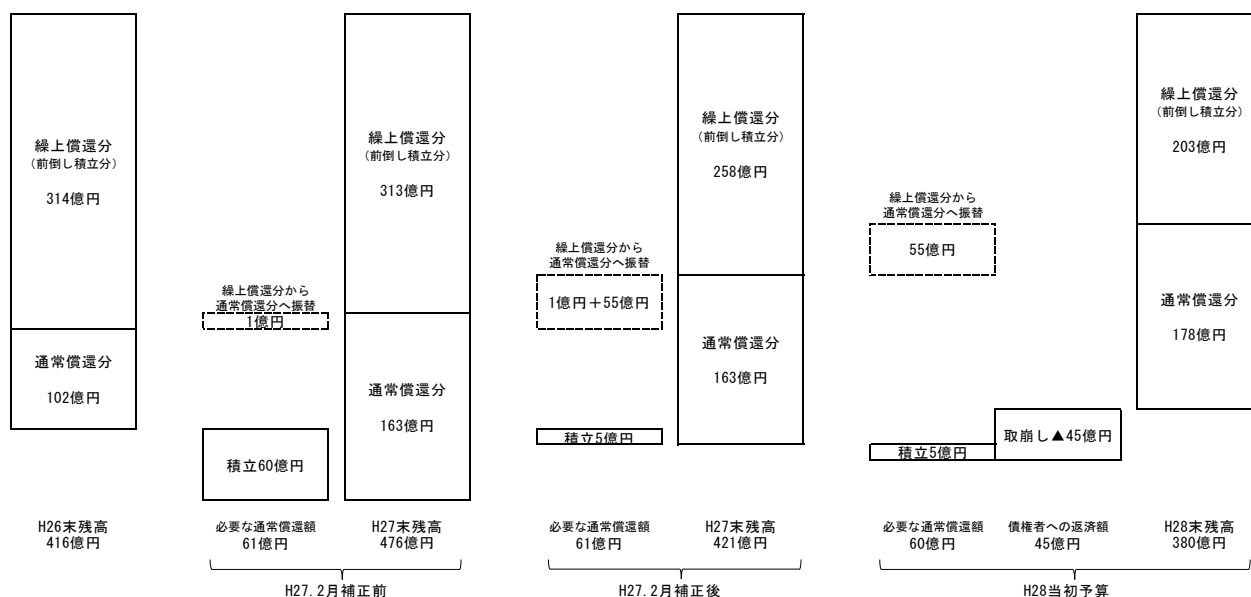 繰上償還分
（前倒し積立分）
314億円
通常償還分
102億円
H26末残高
416億円
繰上償還分から
通常償還分へ振替
1億円
積立60億円
必要な通常償還額
61億円
繰上償還分
（前倒し積立分）
313億円
通常償還分
163億円
H27末残高
476億円
H27.2月補正前
繰上償還分から
通常償還分へ振替
1億円＋55億円
積立5億円
必要な通常償還額
61億円
繰上償還分
（前倒し積立分）
258億円
通常償還分
163億円
H27末残高
421億円
H27.2月補正後
繰上償還分から
通常償還分へ振替
55億円
積立5億円
必要な通常償還額
60億円
取崩し▲45億円
債権者への返済額
45億円
繰上償還分
（前倒し積立分）
203億円
通常償還分
178億円
H28末残高
380億円
H28当初予算